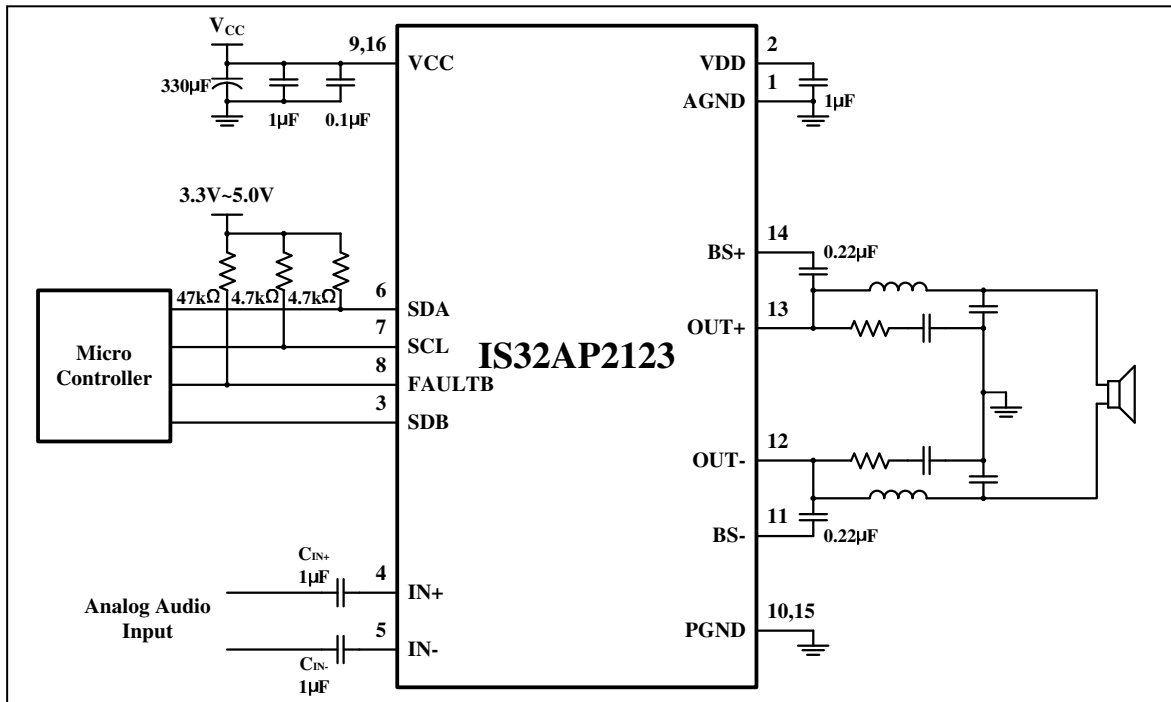 VCC
330µF
1µF
0.1µF
9,16
VCC
3.3V~5.0V
47kΩ
4.7kΩ
4.7kΩ
Micro
Controller
6
SDA
7
SCL
8
FAULTB
3
SDB
Analog Audio
Input
CIN+
1µF
4
IN+
5
IN-
CIN-
1µF
IS32AP2123
2
VDD
1
AGND
1µF
14
BS+
0.22µF
13
OUT+
12
OUT-
11
BS-
0.22µF
10,15
PGND